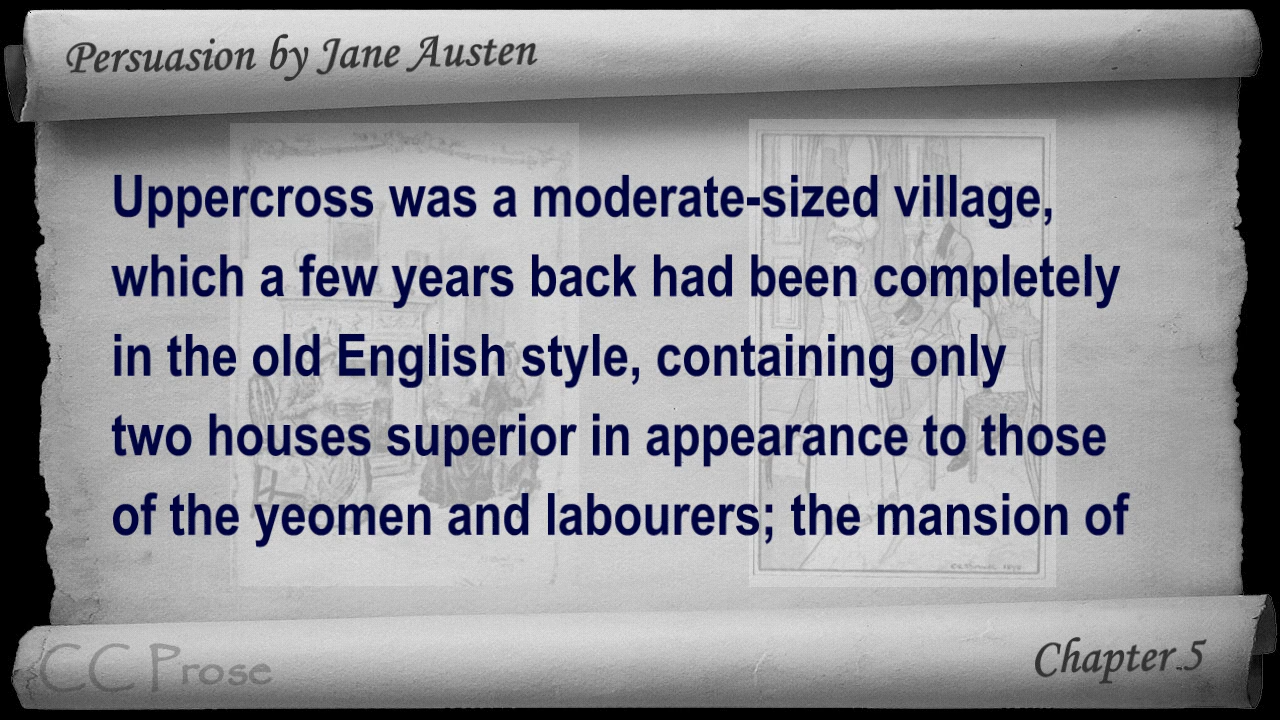 Persuasion by Jane Austen
Uppercross was a moderate-sized village,
which a few years back had been completely
in the old English style, containing only
two houses superior in appearance to those
of the yeomen and labourers; the mansion of
CC Prose
Chapter 5